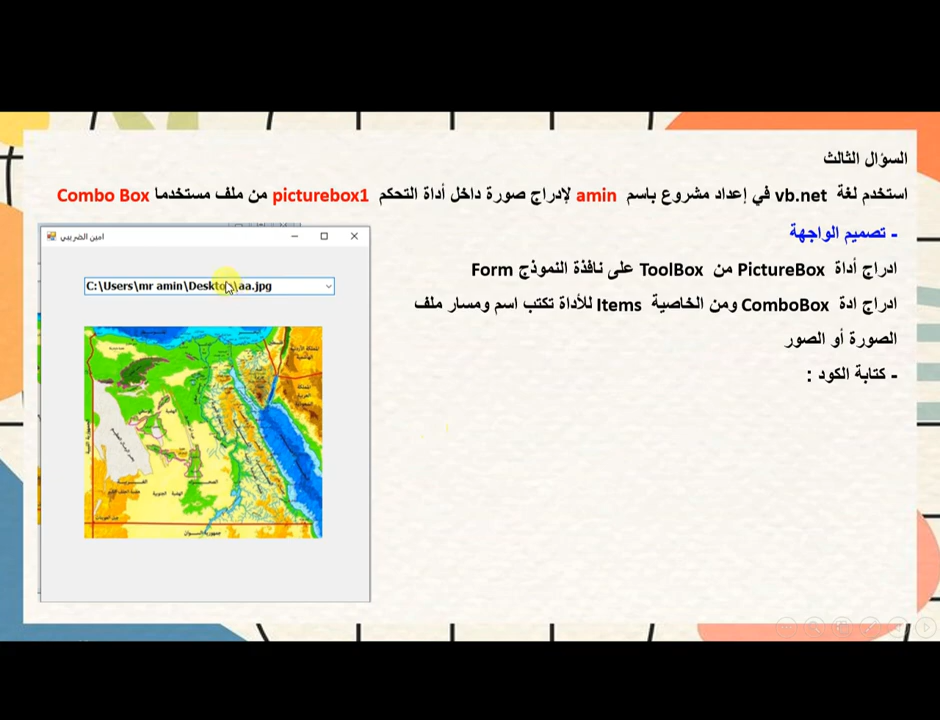 السؤال الثالث
استخدم لغة vb.net في إعداد مشروع باسم amin لإدراج صورة داخل أداة التحكم picturebox1 من ملف مستخدما Combo Box
- تصميم الواجهة
ادراج أداة PictureBox من ToolBox على نافذة النموذج Form
ادراج ادة ComboBox ومن الخاصية Items للأداة تكتب اسم ومسار ملف
الصورة أو الصور
- كتابة الكود :
امين الضريبي
C:\Users\mr amin\Desktop\aa.jpg